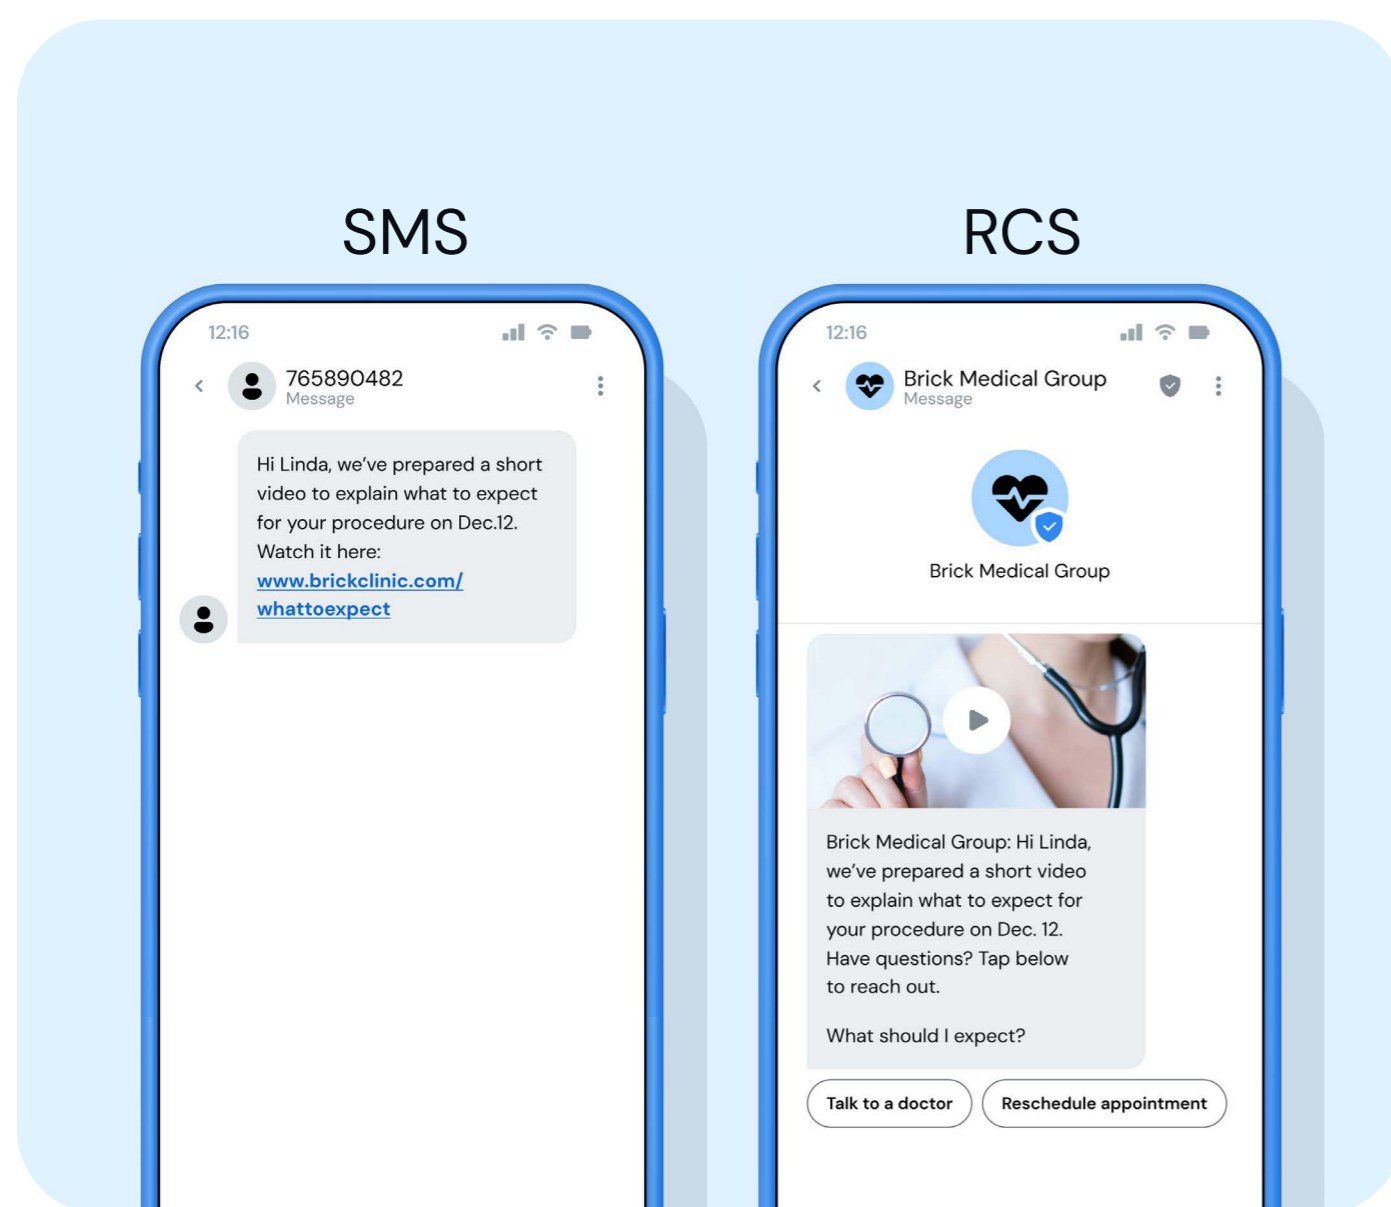 SMS
12:16
765890482
Message
Hi Linda, we’ve prepared a short
video to explain what to expect
for your procedure on Dec.12.
Watch it here:
www.brickclinic.com/
whattoexpect
RCS
12:16
Brick Medical Group
Message
Brick Medical Group
Brick Medical Group: Hi Linda,
we’ve prepared a short video
to explain what to expect for
your procedure on Dec. 12.
Have questions? Tap below
to reach out.
What should I expect?
Talk to a doctor
Reschedule appointment